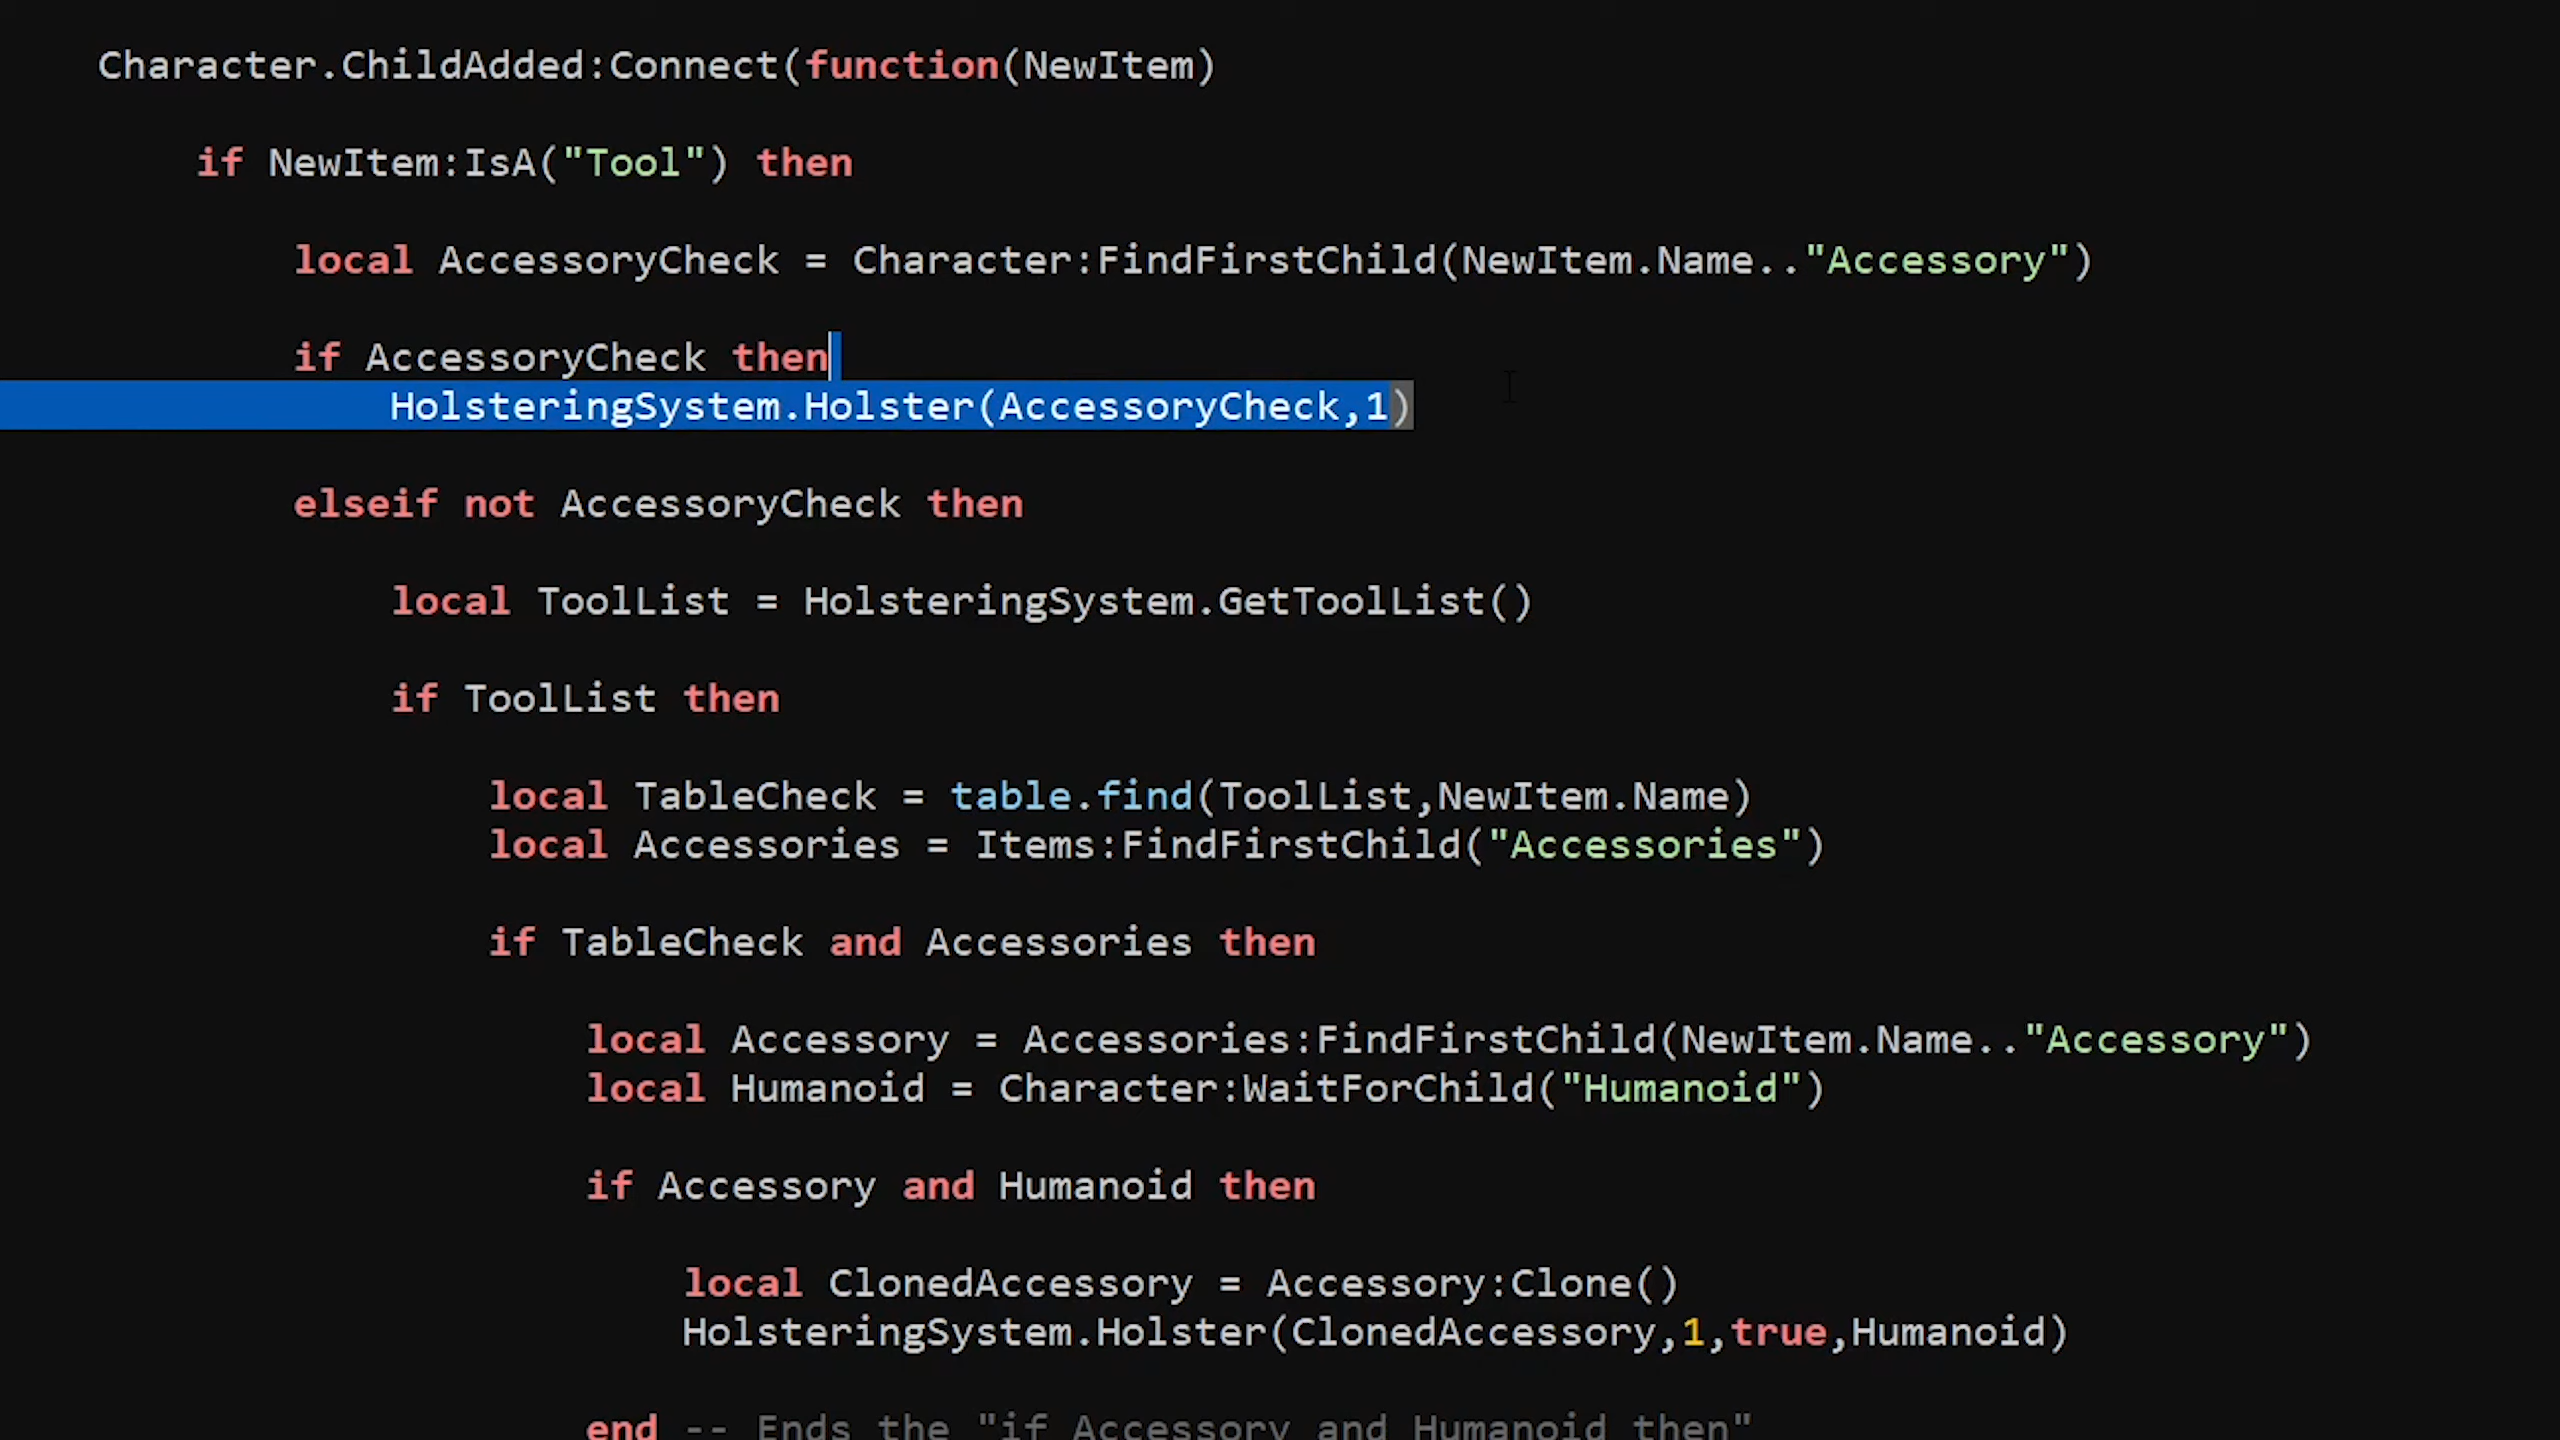 Character.ChildAdded:Connect(function(NewItem)
if NewItem:IsA("Tool") then
local AccessoryCheck = Character:FindFirstChild(NewItem.Name.."Accessory")
if AccessoryCheck then
HolsteringSystem.Holster(AccessoryCheck,1)
elseif not AccessoryCheck then
local ToolList = HolsteringSystem.GetToolList()
if ToolList then
local TableCheck = table.find(ToolList,NewItem.Name)
local Accessories = Items:FindFirstChild("Accessories")
if TableCheck and Accessories then
local Accessory = Accessories:FindFirstChild(NewItem.Name.."Accessory")
local Humanoid = Character:WaitForChild("Humanoid")
if Accessory and Humanoid then
local ClonedAccessory = Accessory:Clone()
HolsteringSystem.Holster(ClonedAccessory,1,true,Humanoid)
end -- Ends the "if Accessory and Humanoid then"